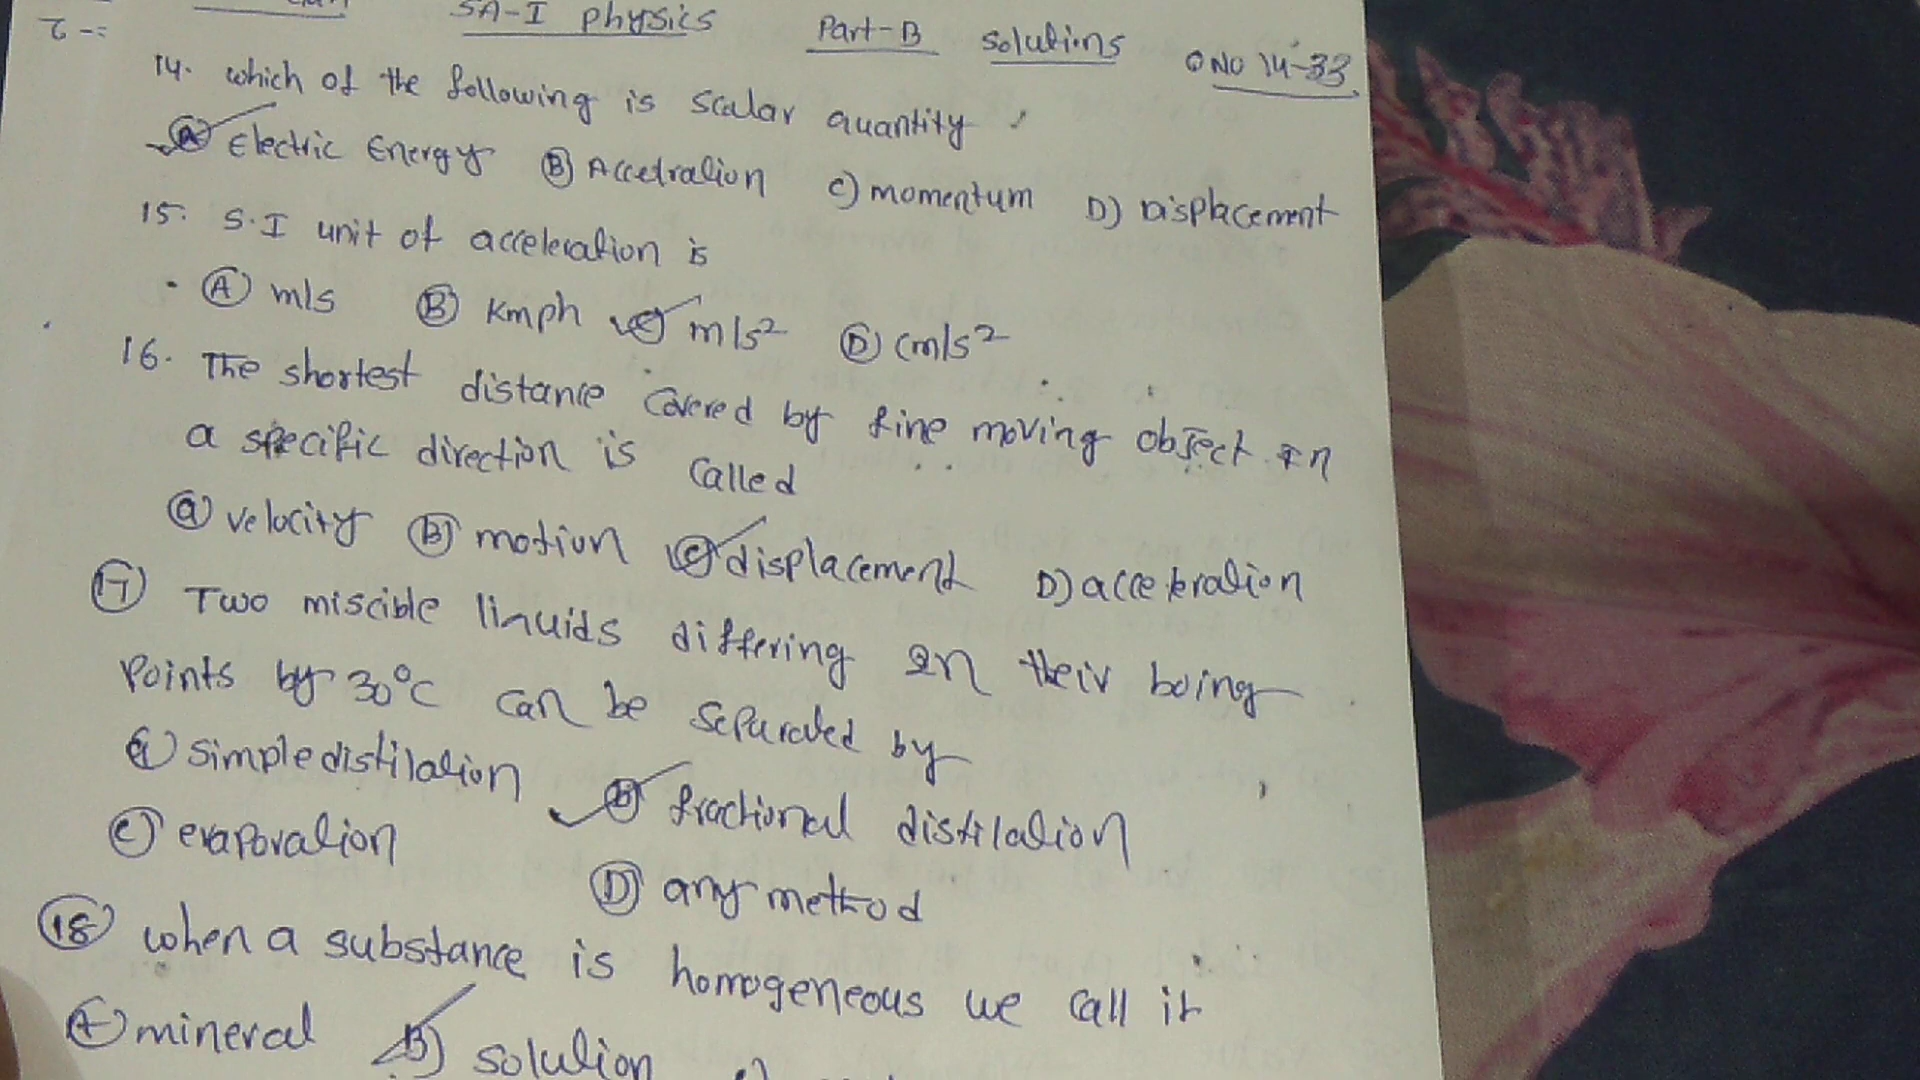 SA-I Physics Part-B Solutions QNO 14-33
14. which of the following is scalar quantity
A) Electric Energy B) Accelration C) momentum D) Displacement
15. S.I unit of acceleration is
A) m/s B) Kmph C) m/s² D) cm/s²
16. The shortest distance covered by fine moving object in
a specific direction is called
a) velocity B) motion C) displacement D) acceleration
17) Two miscible liquids differing in their boing
Points by 30°C can be separated by
a) simple distilation B) fractional distilation
C) evaporation
D) any method
18) when a substance is homogeneous we call it
A) mineral B) solution